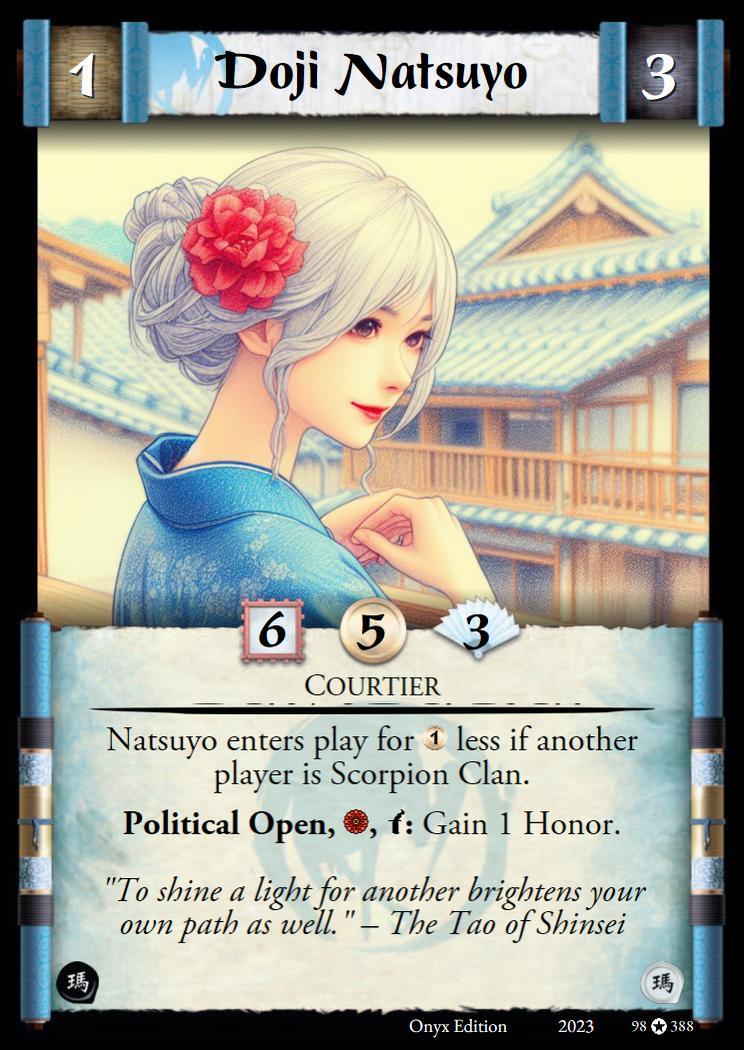 1 Doji Natsuyo 3
6 5 3
COURTIER
Natsuyo enters play for 1 less if another
player is Scorpion Clan.
Political Open, , : Gain 1 Honor.
"To shine a light for another brightens your
own path as well." – The Tao of Shinsei
瑪 瑪
Onyx Edition 2023 98 388